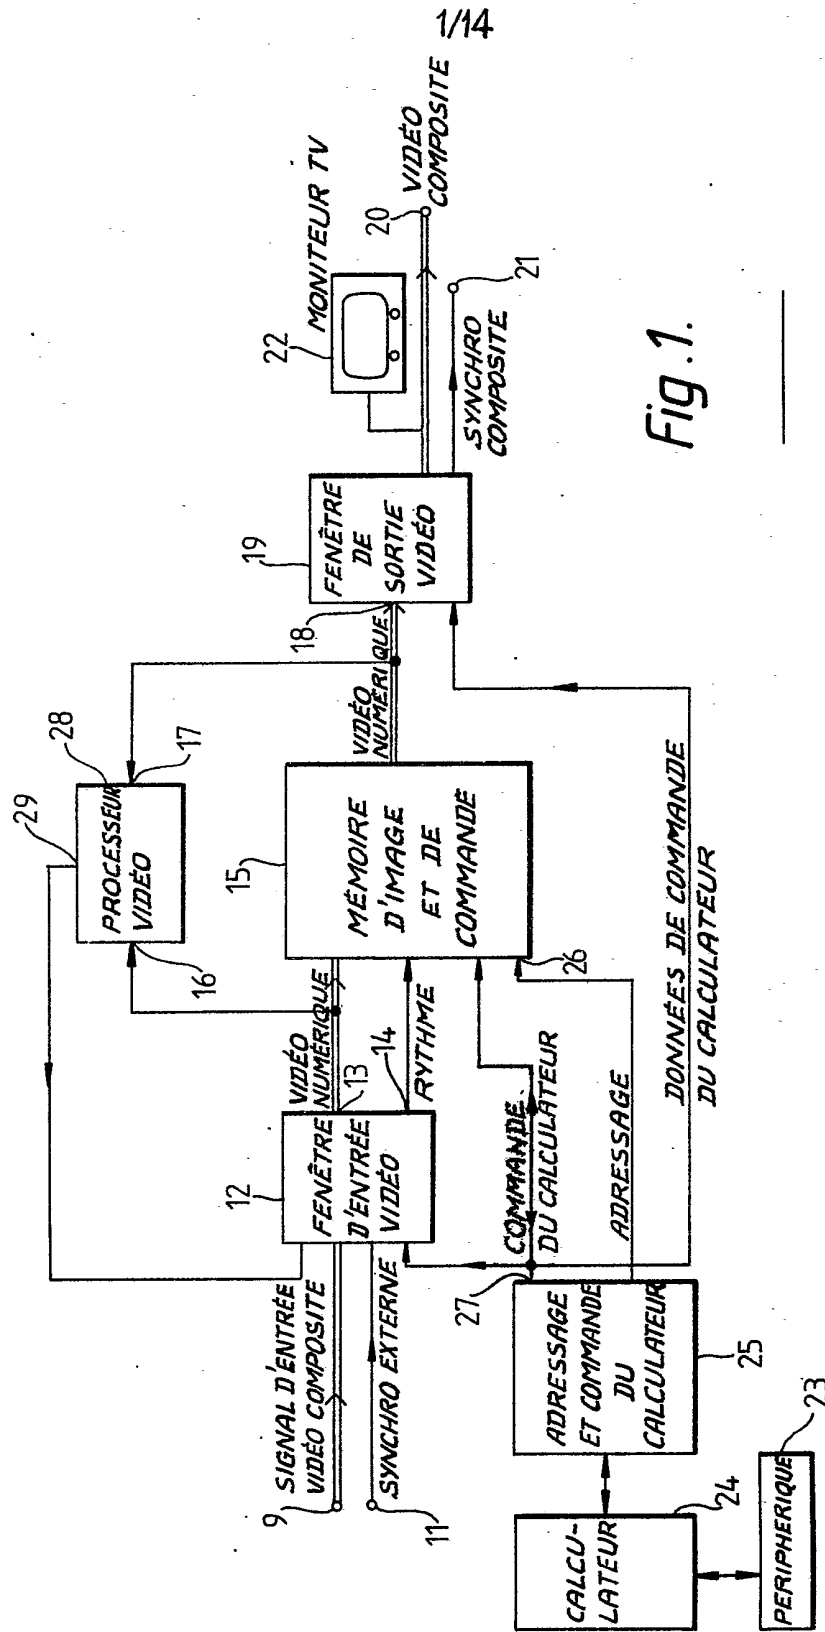 1/14
SIGNAL D'ENTRÉE
VIDÉO COMPOSITE
9
SYNCHRO EXTERNE
11
12
FENÊTRE
D'ENTRÉE
VIDÉO
VIDÉO
NUMÉRIQUE
13
14
RYTHME
15
MÉMOIRE
D'IMAGE
ET DE
COMMANDE
16
PROCESSEUR
VIDÉO
29
28
17
VIDÉO
NUMÉRIQUE
18
19
FENÊTRE
DE
SORTIE
VIDÉO
22
MONITEUR TV
20
VIDÉO
COMPOSITE
SYNCHRO
COMPOSITE
21
CALCU-
LATEUR
24
PERIPHERIQUE
23
ADRESSAGE
ET COMMANDE
DU
CALCULATEUR
25
27
COMMANDE
DU CALCULATEUR
ADRESSAGE
26
DONNÉES DE COMMANDE
DU CALCULATEUR
Fig.1.